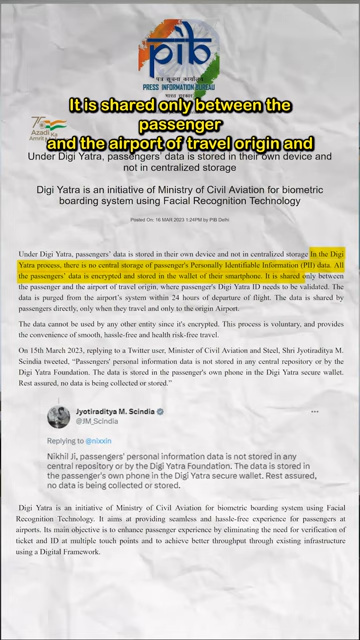 pib
पत्र सूचना कार्यालय
PRESS INFORMATION BUREAU
भारत सरकार
It is shared only between the
passenger
and the airport of travel origin and
75
Azadi Ka
Under Digi Yatra, passengers' data is stored in their own device and
not in centralized storage
Digi Yatra is an initiative of Ministry of Civil Aviation for biometric
boarding system using Facial Recognition Technology
Posted On: 16 MAR 2023 1:24PM by PIB Delhi
Under Digi Yatra, passengers' data is stored in their own device and not in centralized storage In the Digi
Yatra process, there is no central storage of passenger's Personally Identifiable Information (PII) data. All
the passengers' data is encrypted and stored in the wallet of their smartphone. It is shared only between
the passenger and the airport of travel origin, where passenger's Digi Yatra ID needs to be validated. The
data is purged from the airport's system within 24 hours of departure of flight. The data is shared by
passengers directly, only when they travel and only to the origin Airport.
The data cannot be used by any other entity since it's encrypted. This process is voluntary, and provides
the convenience of smooth, hassle-free and health risk-free travel.
On 15th March 2023, replying to a Twitter user, Minister of Civil Aviation and Steel, Shri Jyotiraditya M.
Scindia tweeted, "Passengers' personal information data is not stored in any central repository or by the
Digi Yatra Foundation. The data is stored in the passenger's own phone in the Digi Yatra secure wallet.
Rest assured, no data is being collected or stored."
Jyotiraditya M. Scindia
@JM_Scindia
Replying to @nixxin
Nikhil Ji, passengers' personal information data is not stored in any
central repository or by the Digi Yatra Foundation. The data is stored
in the passenger's own phone in the Digi Yatra secure wallet. Rest
assured, no data is being collected or stored.
Digi Yatra is an initiative of Ministry of Civil Aviation for biometric boarding system using Facial
Recognition Technology. It aims at providing seamless and hassle-free experience for passengers at
airports. Its main objective is to enhance passenger experience by eliminating the need for verification of
ticket and ID at multiple touch points and to achieve better throughput through existing infrastructure
using a Digital Framework.